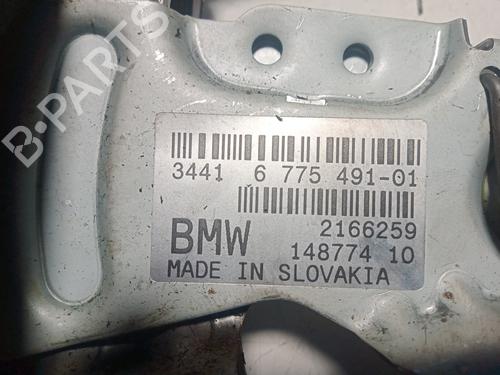 B-PARTS
3441 6 775 491-01
2166259
BMW 148774 10
MADE IN SLOVAKIA